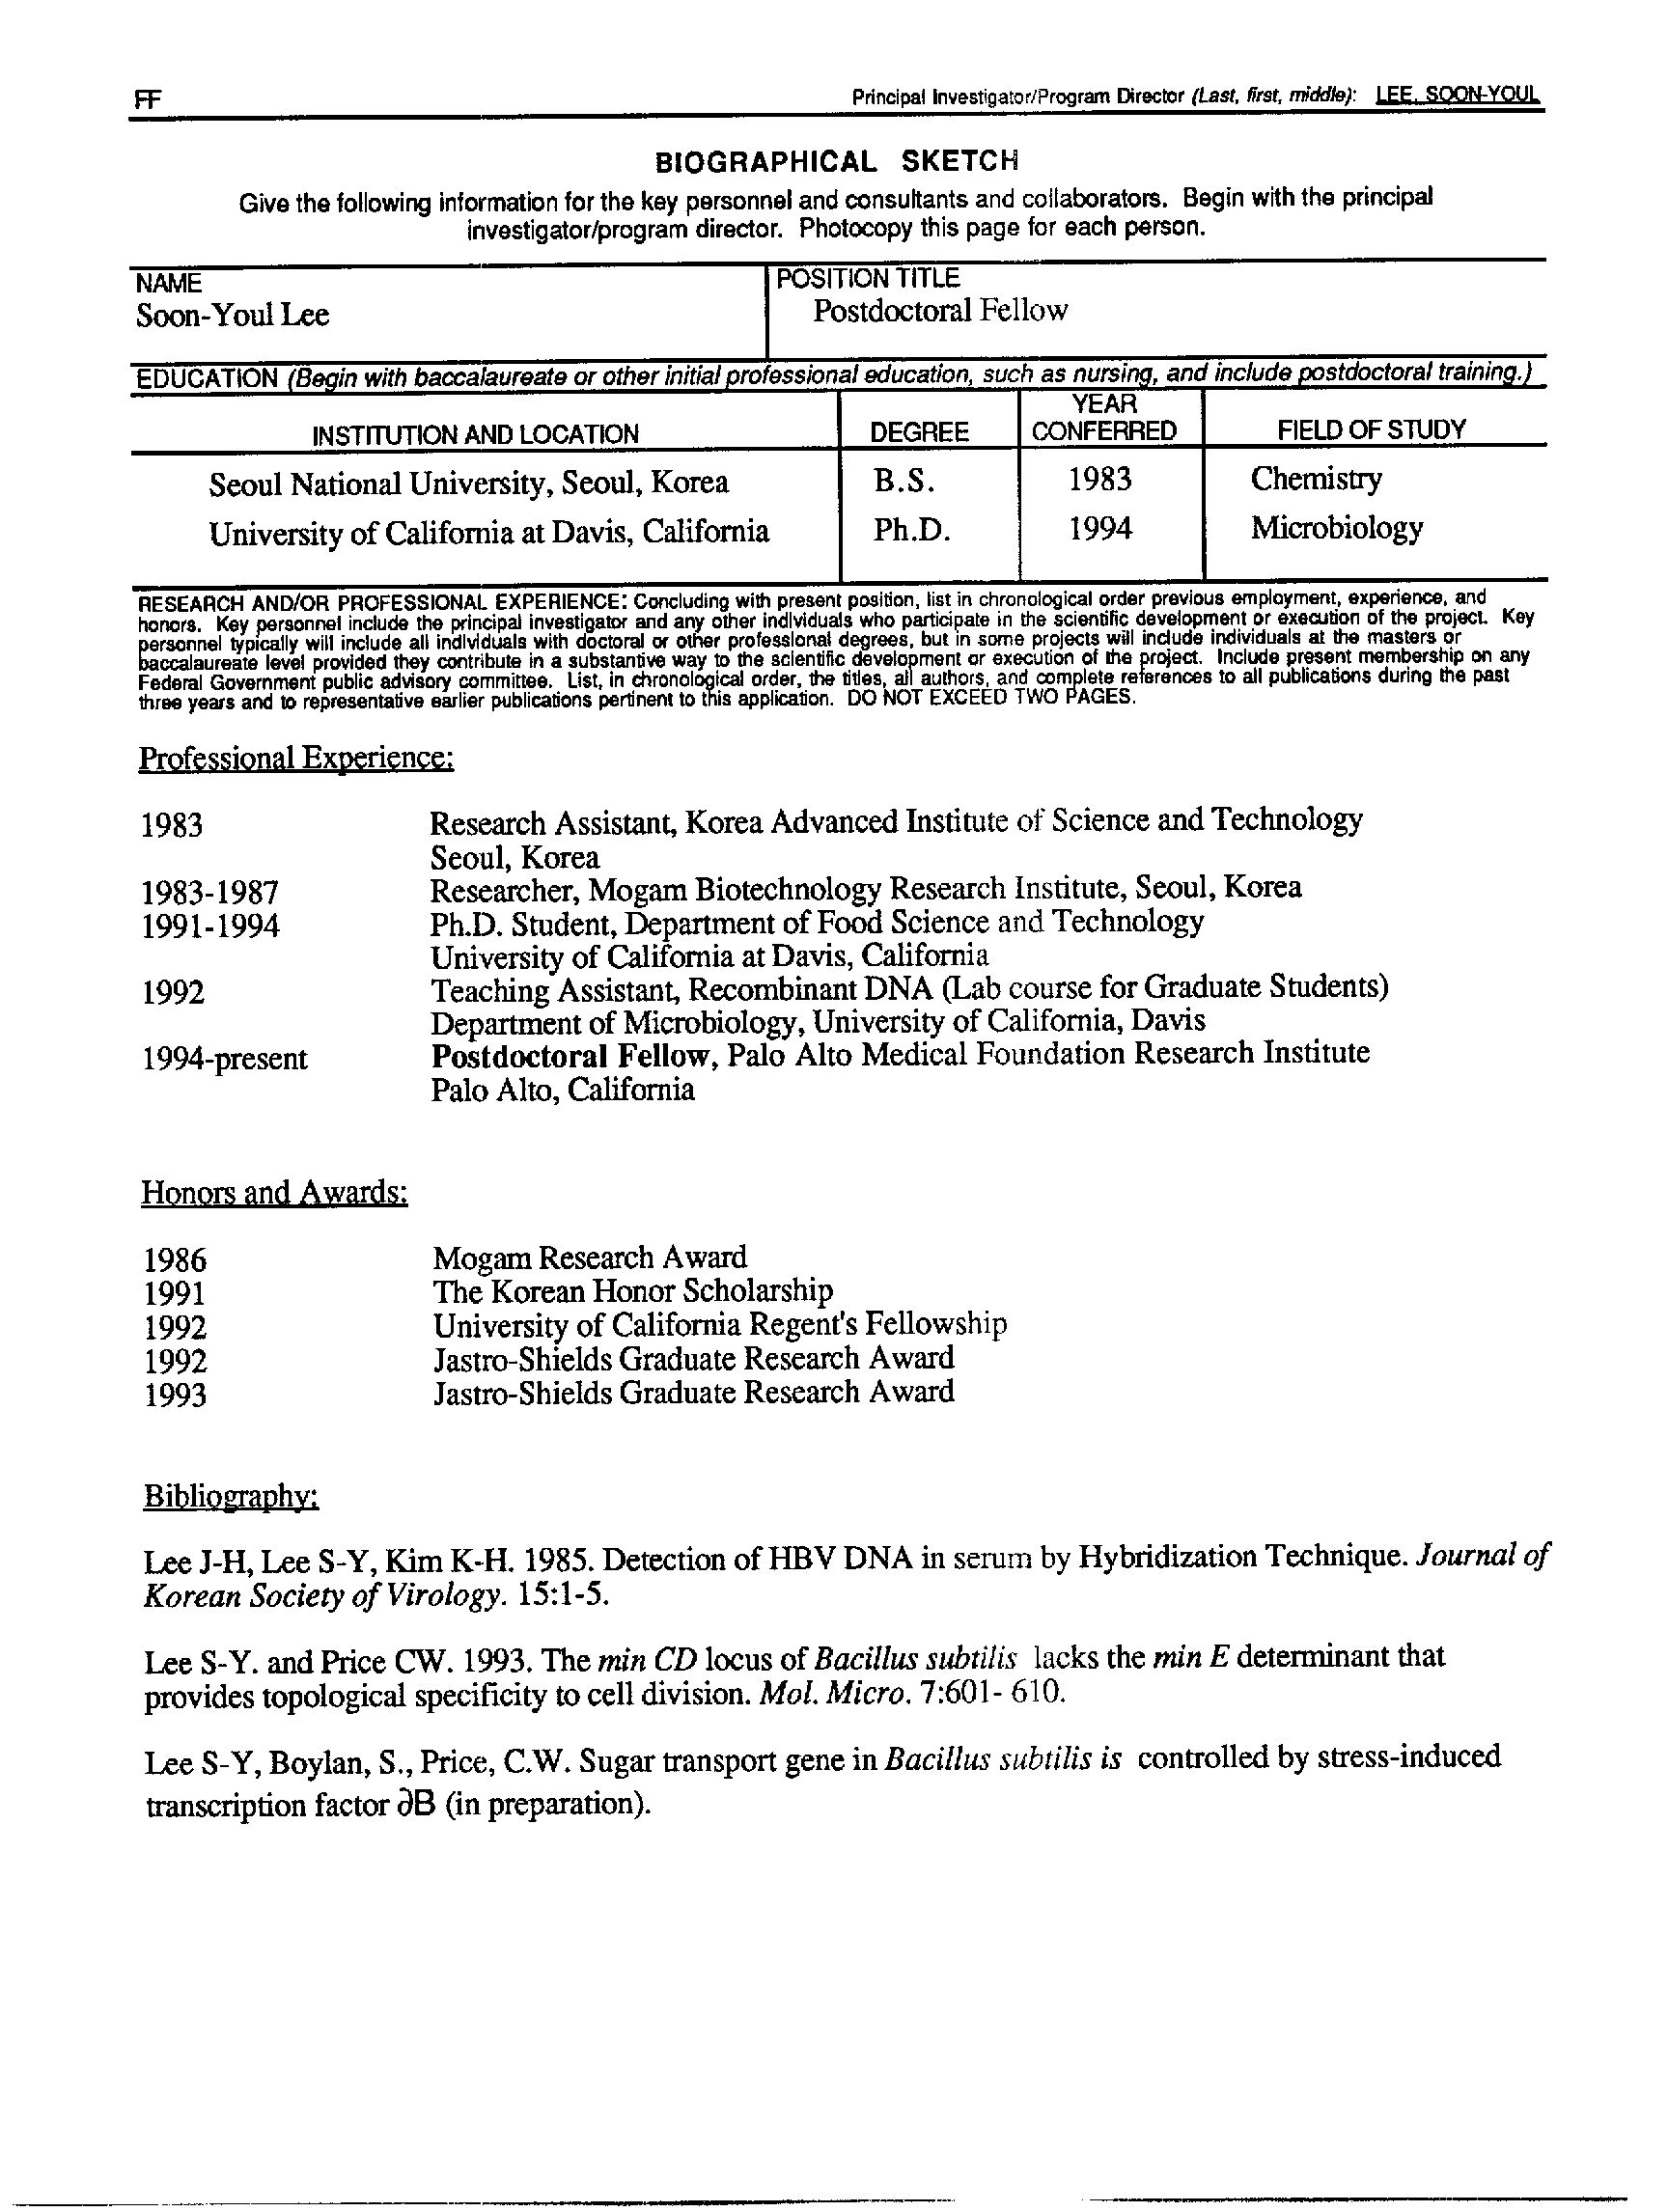 FF Principal Investigator/Program Director (Last, first, middle): LEE, SOON-YOUL
BIOGRAPHICAL SKETCH
Give the following information for the key personnel and consultants and collaborators. Begin with the principal
investigator/program director. Photocopy this page for each person.
NAME POSITION TITLE
Soon-Youl Lee Postdoctoral Fellow
EDUCATION (Begin with baccalaureate or other initial professional education, such as nursing, and include postdoctoral training.)
INSTITUTION AND LOCATION DEGREE YEAR CONFERRED FIELD OF STUDY
Seoul National University, Seoul, Korea B.S. 1983 Chemistry
University of California at Davis, California Ph.D. 1994 Microbiology
RESEARCH AND/OR PROFESSIONAL EXPERIENCE: Concluding with present position, list in chronological order previous employment, experience, and
honors. Key personnel include the principal investigator and any other individuals who participate in the scientific development or execution of the project. Key
personnel typically will include all individuals with doctoral or other professional degrees, but in some projects will include individuals at the masters or
baccalaureate level provided they contribute in a substantive way to the scientific development or execution of the project. Include present membership on any
Federal Government public advisory committee. List, in chronological order, the titles, all authors, and complete references to all publications during the past
three years and to representative earlier publications pertinent to this application. DO NOT EXCEED TWO PAGES.
Professional Experience:
1983 Research Assistant, Korea Advanced Institute of Science and Technology
Seoul, Korea
1983-1987 Researcher, Mogam Biotechnology Research Institute, Seoul, Korea
1991-1994 Ph.D. Student, Department of Food Science and Technology
University of California at Davis, California
1992 Teaching Assistant, Recombinant DNA (Lab course for Graduate Students)
Department of Microbiology, University of California, Davis
1994-present Postdoctoral Fellow, Palo Alto Medical Foundation Research Institute
Palo Alto, California
Honors and Awards:
1986 Mogam Research Award
1991 The Korean Honor Scholarship
1992 University of California Regent's Fellowship
1992 Jastro-Shields Graduate Research Award
1993 Jastro-Shields Graduate Research Award
Bibliography:
Lee J-H, Lee S-Y, Kim K-H. 1985. Detection of HBV DNA in serum by Hybridization Technique. Journal of
Korean Society of Virology. 15:1-5.
Lee S-Y. and Price CW. 1993. The min CD locus of Bacillus subtilis lacks the min E determinant that
provides topological specificity to cell division. Mol. Micro. 7:601- 610.
Lee S-Y, Boylan, S., Price, C.W. Sugar transport gene in Bacillus subtilis is controlled by stress-induced
transcription factor ∂B (in preparation).